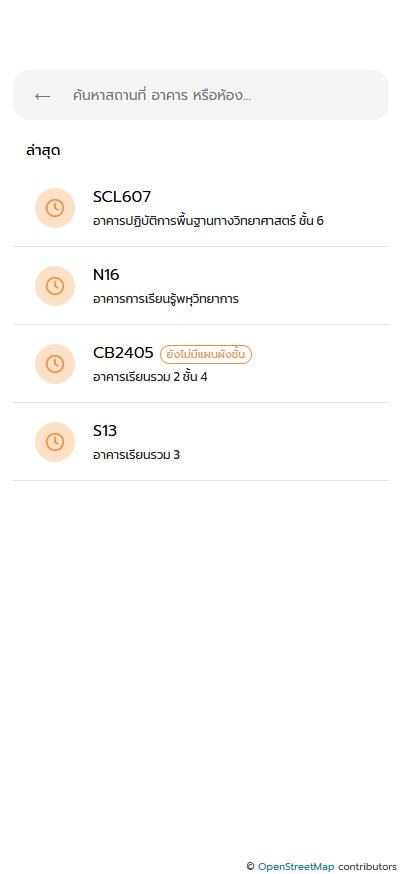 ← ค้นหาสถานที่ อาคาร หรือห้อง...
ล่าสุด
SCL607
อาคารปฏิบัติการพื้นฐานทางวิทยาศาสตร์ ชั้น 6
N16
อาคารการเรียนรู้พหุวิทยาการ
CB2405 ยังไม่มีแผนผังชั้น
อาคารเรียนรวม 2 ชั้น 4
S13
อาคารเรียนรวม 3
© OpenStreetMap contributors